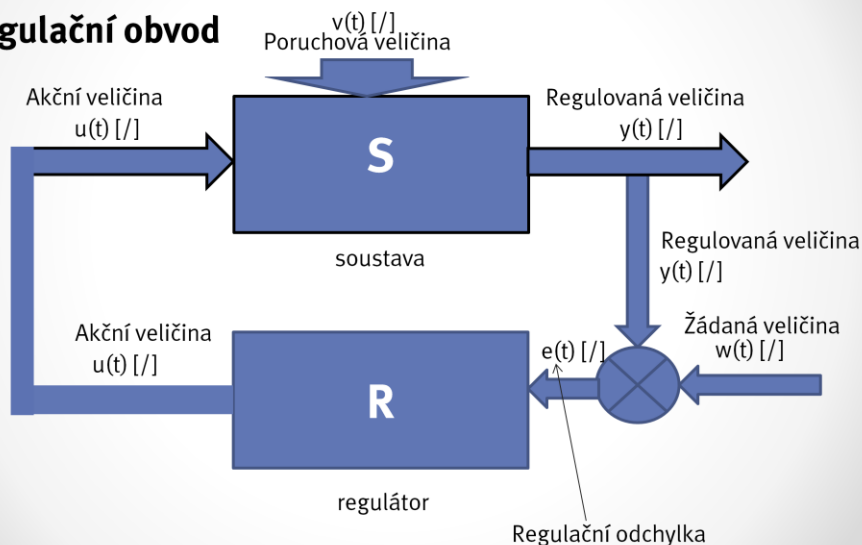 gulační obvod
v(t) [/]
Poruchová veličina
Akční veličina
u(t) [/]
Regulovaná veličina
y(t) [/]
S
soustava
Regulovaná veličina
y(t) [/]
Akční veličina
u(t) [/]
Žádaná veličina
w(t) [/]
e(t) [/]
R
regulátor
Regulační odchylka